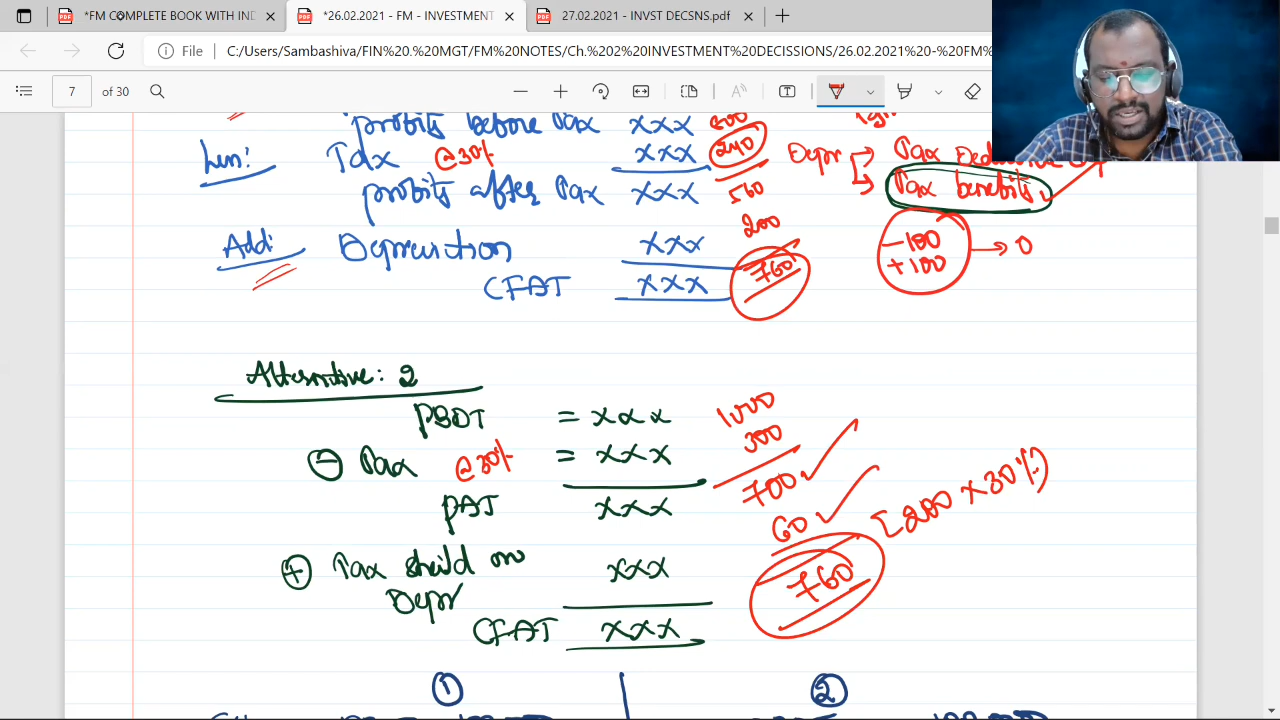 *FM COMPLETE BOOK WITH IND
*26.02.2021 - FM - INVESTMENT
27.02.2021 - INVST DECSNS.pdf
File
C:/Users/Sambashiva/FIN%20.%20MGT/FM%20NOTES/Ch.%202%20INVESTMENT%20DECISSIONS/26.02.2021%20-%20FM%
7 of 30
profits before Tax xxx 800
Less: Tax @30% xxx 240 Depr → Tax
profits after Tax xxx 560 → Tax benefits
200
Add: Depreciation xxx -100
+100 → 0
CFAT xxx 760
Alternative: 2
PBDT = xxx 1000
- Tax @30% = xxx 300
PAT xxx 700
60 [200 x 30%]
+ Tax shield on xxx
Depr 760
CFAT xxx
1 2